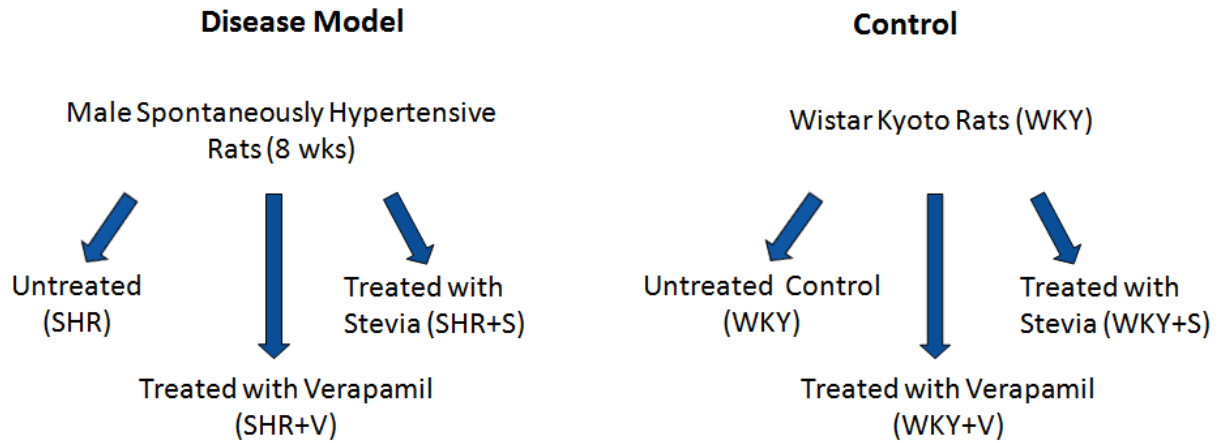 Disease Model
Male Spontaneously Hypertensive
Rats (8 wks)
Untreated
(SHR)
Treated with
Stevia (SHR+S)
Treated with Verapamil
(SHR+V)
Control
Wistar Kyoto Rats (WKY)
Untreated Control
(WKY)
Treated with
Stevia (WKY+S)
Treated with Verapamil
(WKY+V)